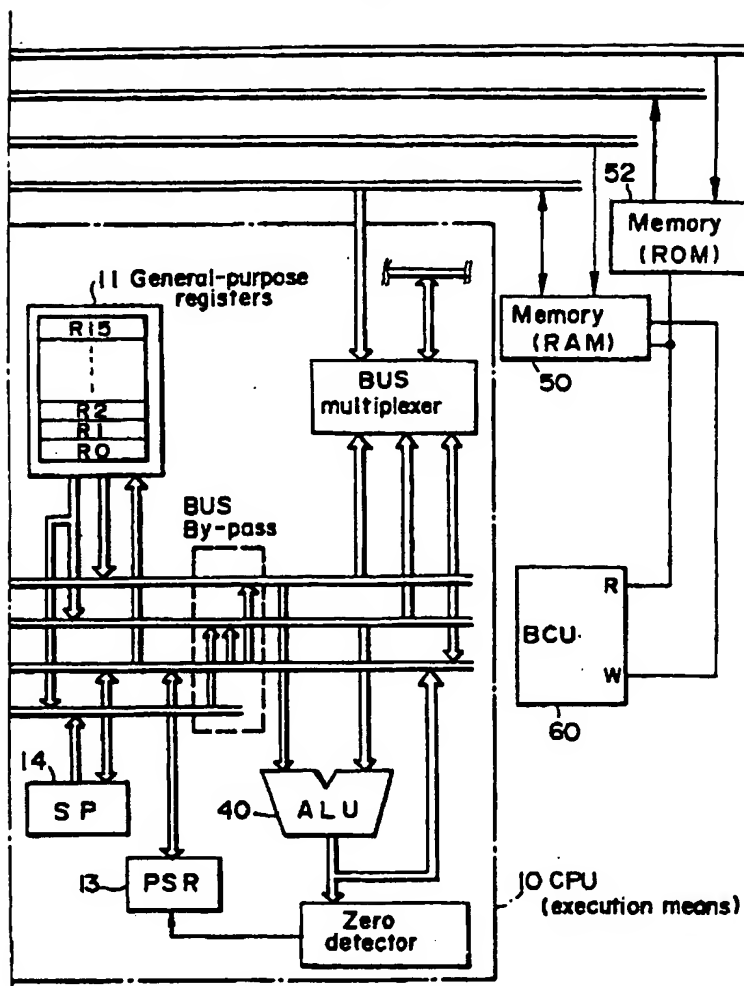 52
Memory
(ROM)
11 General-purpose
registers
R15
R2
R1
R0
Memory
(RAM)
50
BUS
multiplexer
BUS
By-pass
R
BCU
W
60
14
SP
40
ALU
13
PSR
10 CPU
(execution means)
Zero
detector